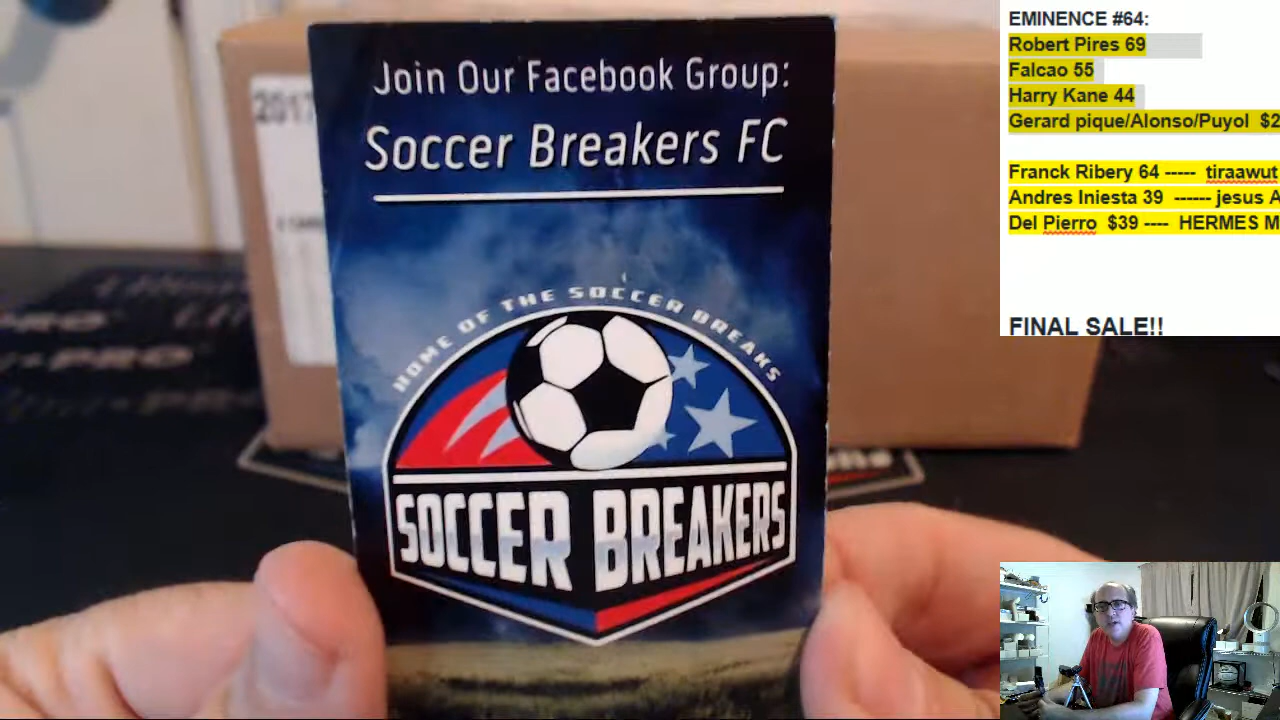 Join Our Facebook Group:
Soccer Breakers FC
HOME OF THE SOCCER BREAKS
SOCCER BREAKERS
2017
EMINENCE #64:
Robert Pires 69
Falcao 55
Harry Kane 44
Gerard pique/Alonso/Puyol $2
Franck Ribery 64 ----- tiraawut
Andres Iniesta 39 ------ jesus A
Del Pierro $39 ---- HERMES M
FINAL SALE!!